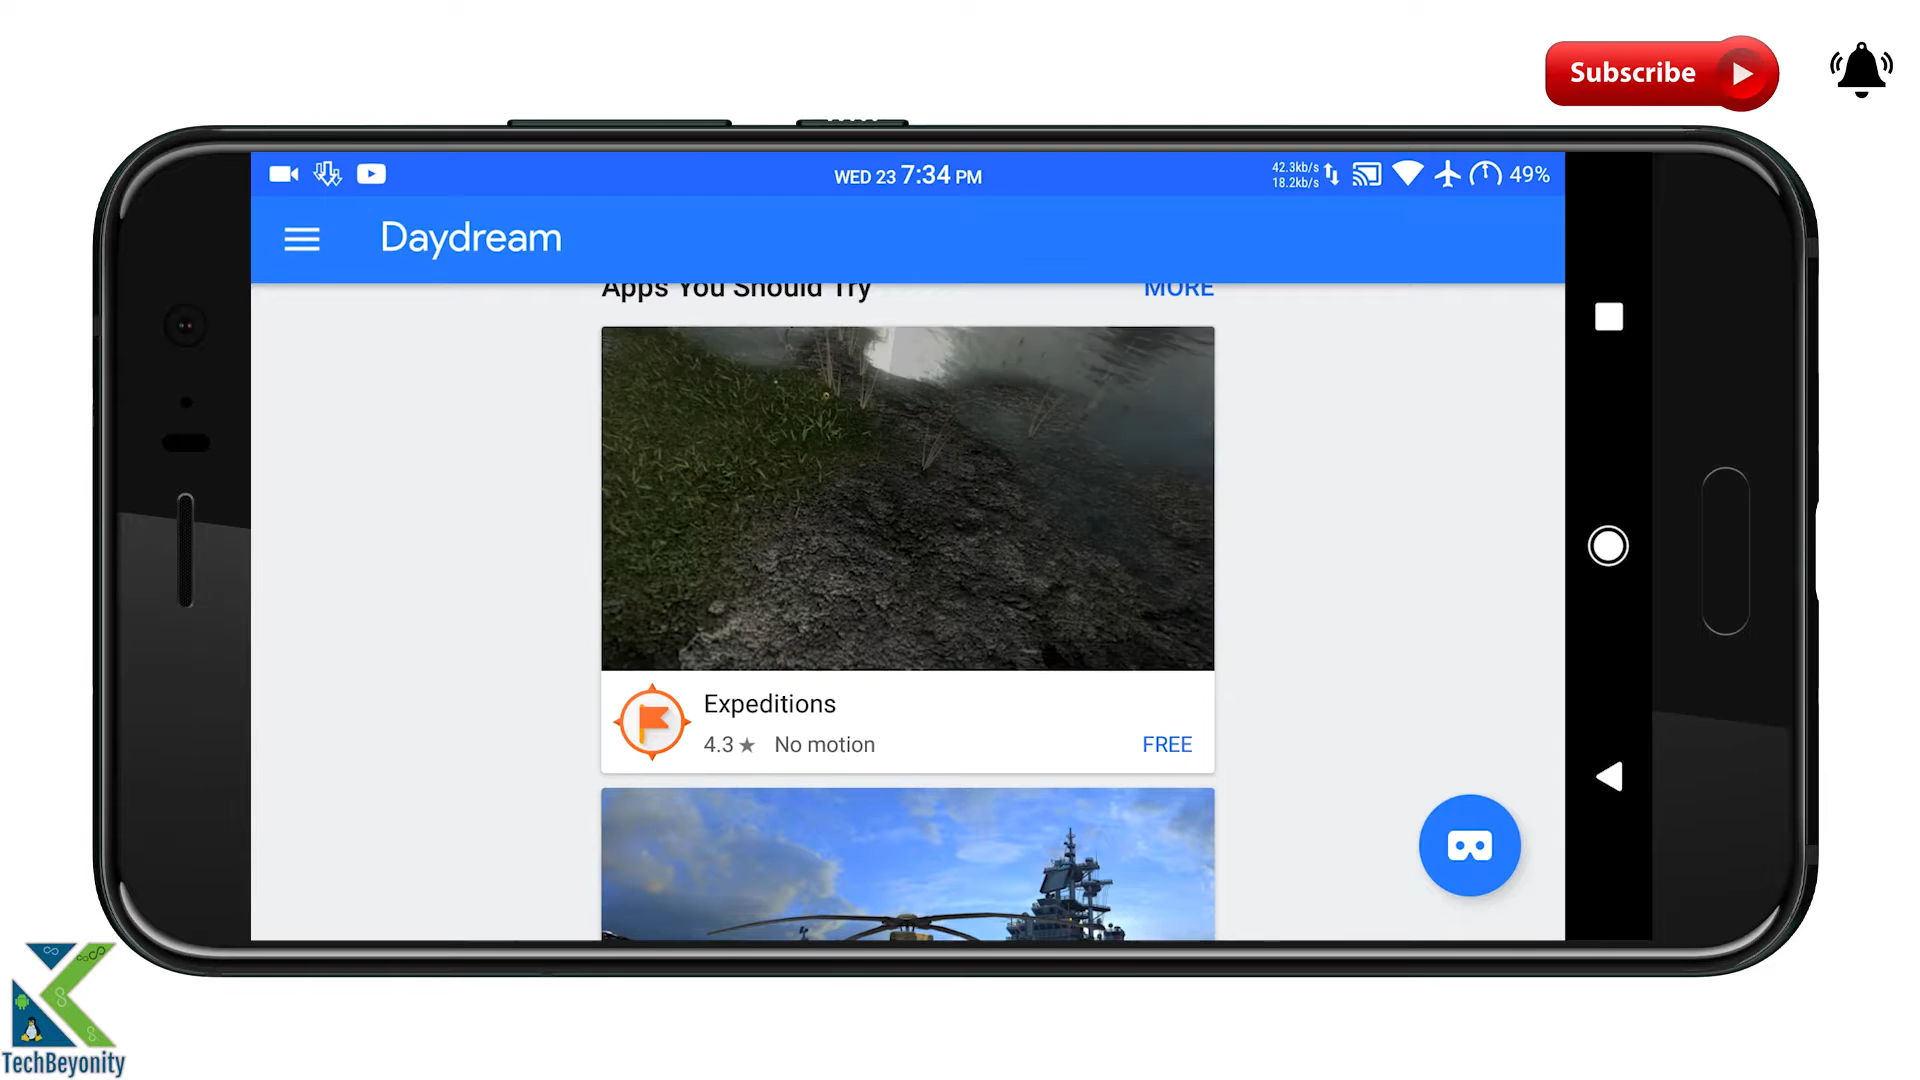 Subscribe
WED 23 7:34 PM
42.3kb/s
18.2kb/s
49%
Daydream
Apps You Should Try
MORE
Expeditions
4.3★ No motion
FREE
TechBeyonity